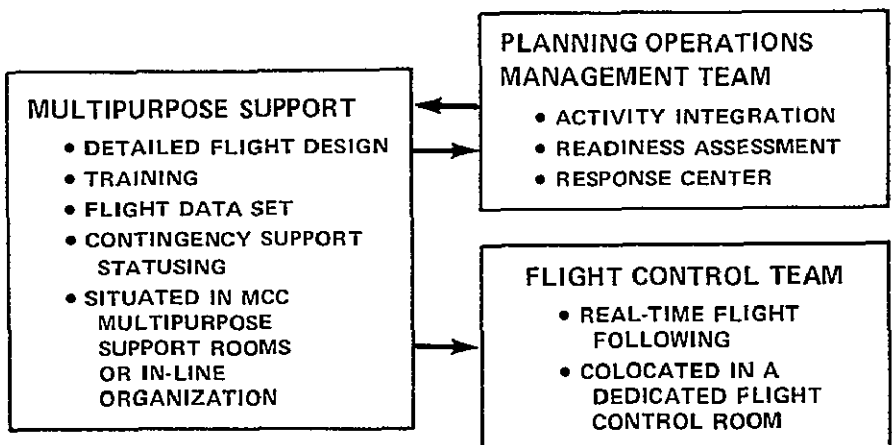 MULTIPURPOSE SUPPORT
• DETAILED FLIGHT DESIGN
• TRAINING
• FLIGHT DATA SET
• CONTINGENCY SUPPORT
STATUSING
• SITUATED IN MCC
MULTIPURPOSE
SUPPORT ROOMS
OR IN-LINE
ORGANIZATION
PLANNING OPERATIONS
MANAGEMENT TEAM
• ACTIVITY INTEGRATION
• READINESS ASSESSMENT
• RESPONSE CENTER
FLIGHT CONTROL TEAM
• REAL-TIME FLIGHT
FOLLOWING
• COLOCATED IN A
DEDICATED FLIGHT
CONTROL ROOM